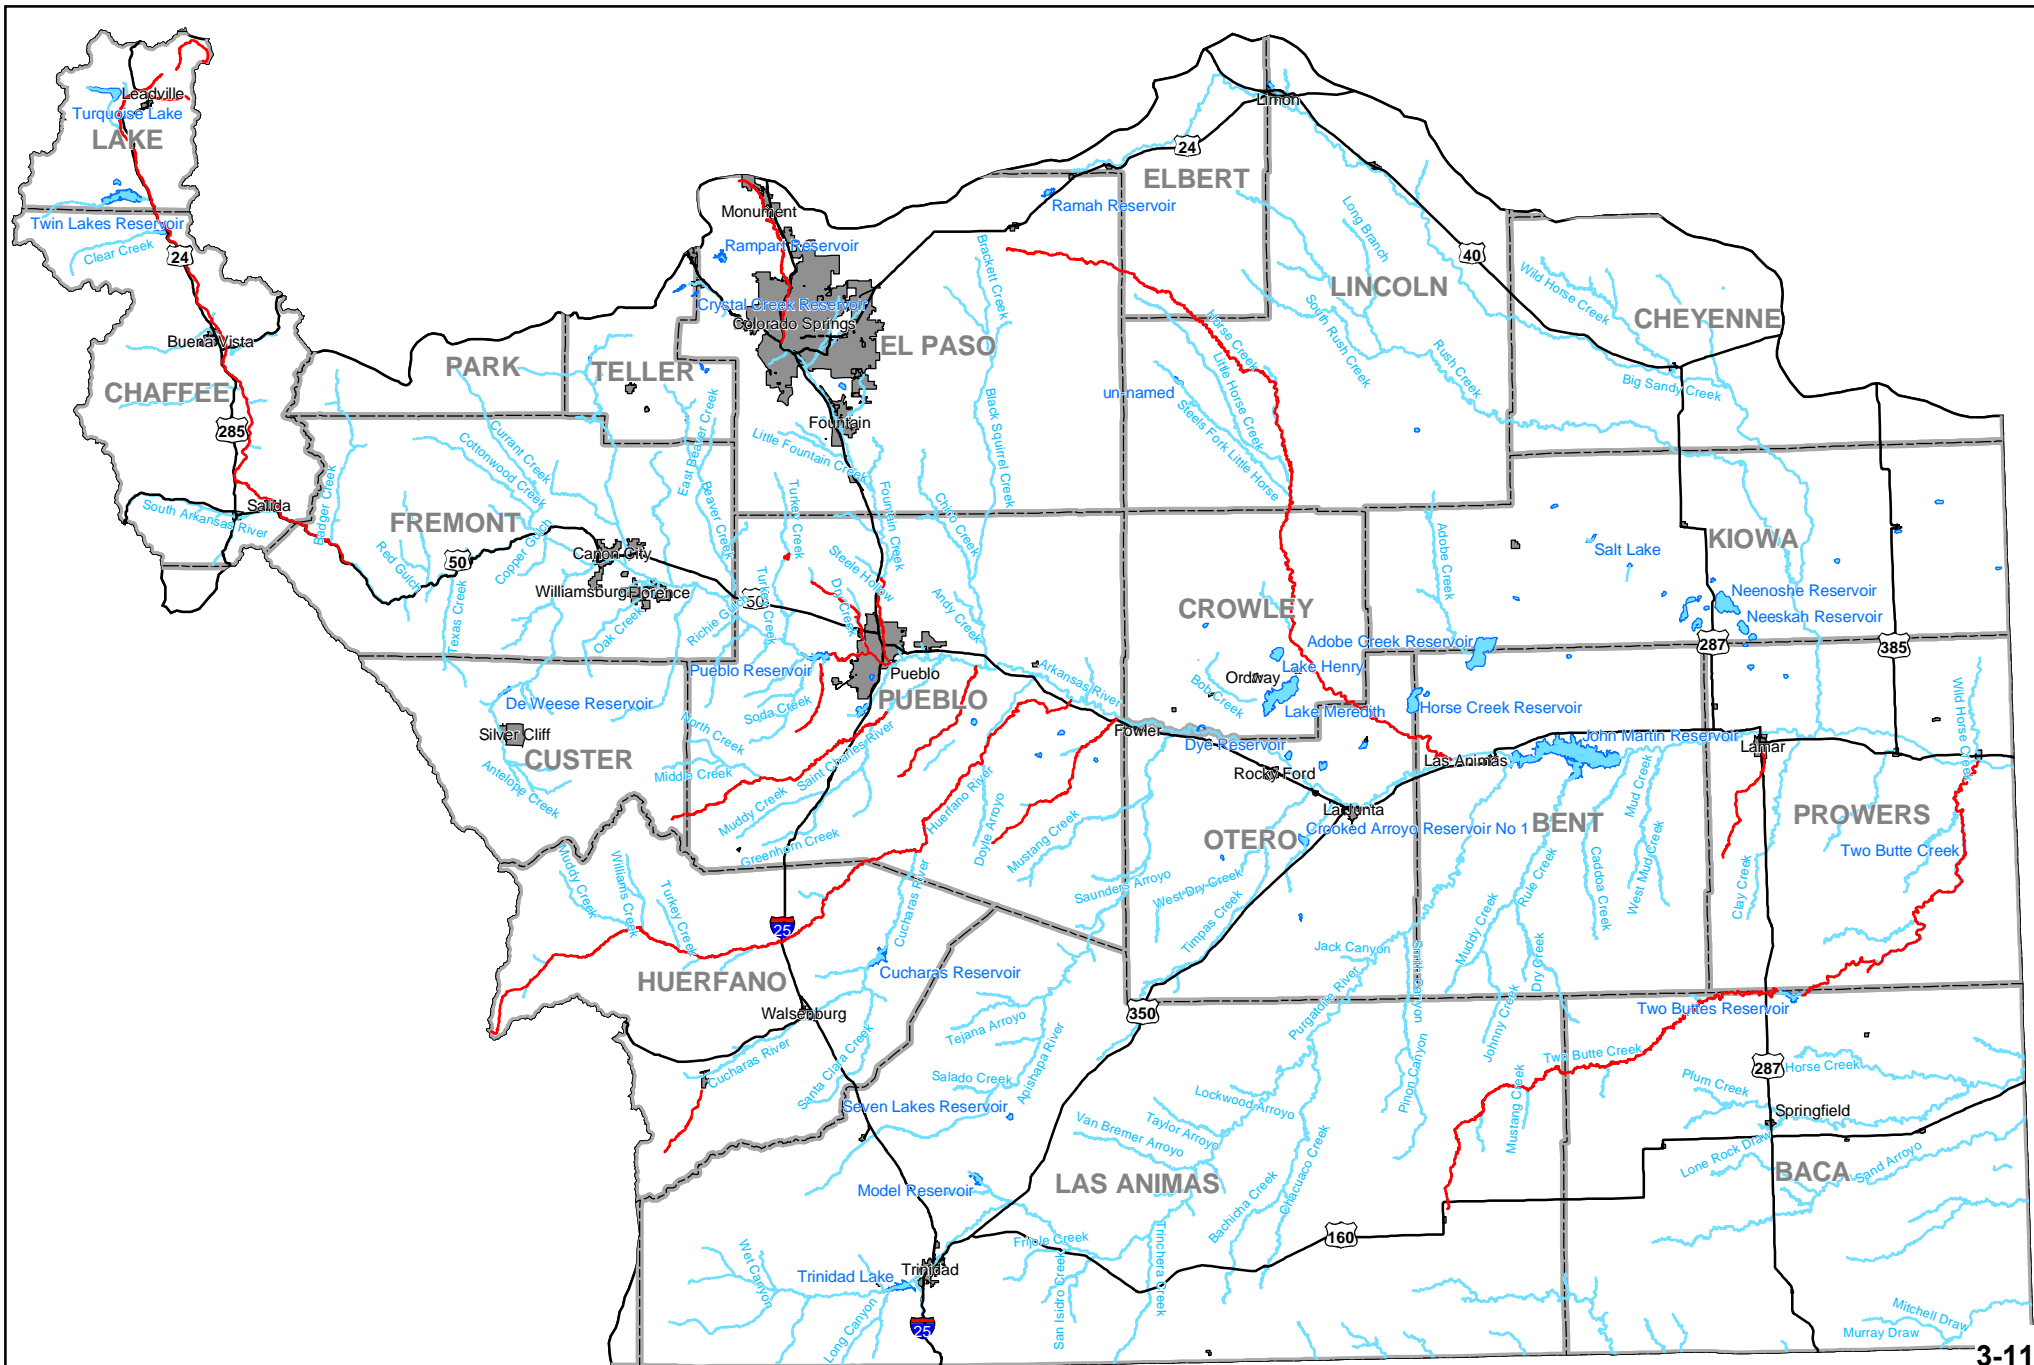 Leadville
Turquoise Lake
LAKE
Twin Lakes Reservoir
Clear Creek
24
Buena Vista
CHAFFEE
285
Salida
South Arkansas River
Limon
24
ELBERT
Ramah Reservoir
Monument
Rampart Reservoir
Crystal Creek Reservoir
Colorado Springs
EL PASO
Brackett Creek
Black Squirrel Creek
Long Branch
40
LINCOLN
Wild Horse Creek
CHEYENNE
Big Sandy Creek
Rush Creek
South Rush Creek
Horse Creek
Little Horse Creek
un-named
Steels Fork Little Horse
PARK
TELLER
Fountain
Little Fountain Creek
Currant Creek
Cottonwood Creek
East Beaver Creek
Beaver Creek
Turkey Creek
Fountain Creek
Chico Creek
Badger Creek
FREMONT
Red Gulch
50
Copper Gulch
Canon City
Williamsburg
Florence
Texas Creek
Oak Creek
Richie Gulch
50
Turkey Creek
Dry Creek
Steele Hollow
Andy Creek
Pueblo Reservoir
Pueblo
PUEBLO
Arkansas River
Adobe Creek
Salt Lake
KIOWA
Neenoshe Reservoir
Neeskah Reservoir
287
385
CROWLEY
Adobe Creek Reservoir
Lake Henry
Ordway
Bob Creek
Lake Meredith
Horse Creek Reservoir
Wild Horse Creek
De Weese Reservoir
Silver Cliff
CUSTER
Antelope Creek
Soda Creek
North Creek
Middle Creek
Saint Charles River
Muddy Creek
Greenhorn Creek
Huerfano River
Doyle Arroyo
Mustang Creek
Fowler
Dye Reservoir
Rocky Ford
Las Animas
John Martin Reservoir
Lamar
La Junta
Crooked Arroyo Reservoir No 1
OTERO
BENT
PROWERS
Mud Creek
West Mud Creek
Caddoa Creek
Rule Creek
Muddy Creek
Clay Creek
Two Butte Creek
Muddy Creek
Williams Creek
Turkey Creek
25
Cucharas River
Saunders Arroyo
West Dry Creek
Timpas Creek
Jack Canyon
Smith Canyon
Dry Creek
HUERFANO
Cucharas Reservoir
Walsenburg
Cucharas River
Santa Clara Creek
Tejana Arroyo
Salado Creek
Apishapa River
Seven Lakes Reservoir
350
Purgatoire River
Pinon Canyon
Johnny Creek
Mustang Creek
Two Butte Creek
Two Buttes Reservoir
287
Horse Creek
Plum Creek
Springfield
Lone Rock Draw
Sand Arroyo
BACA
Lockwood Arroyo
Taylor Arroyo
Van Bremer Arroyo
LAS ANIMAS
Chacuaco Creek
Bachicha Creek
Model Reservoir
Trinchera Creek
160
Frijole Creek
San Isidro Creek
Wet Canyon
Trinidad Lake
Trinidad
Long Canyon
25
Mitchell Draw
Murray Draw
3-11